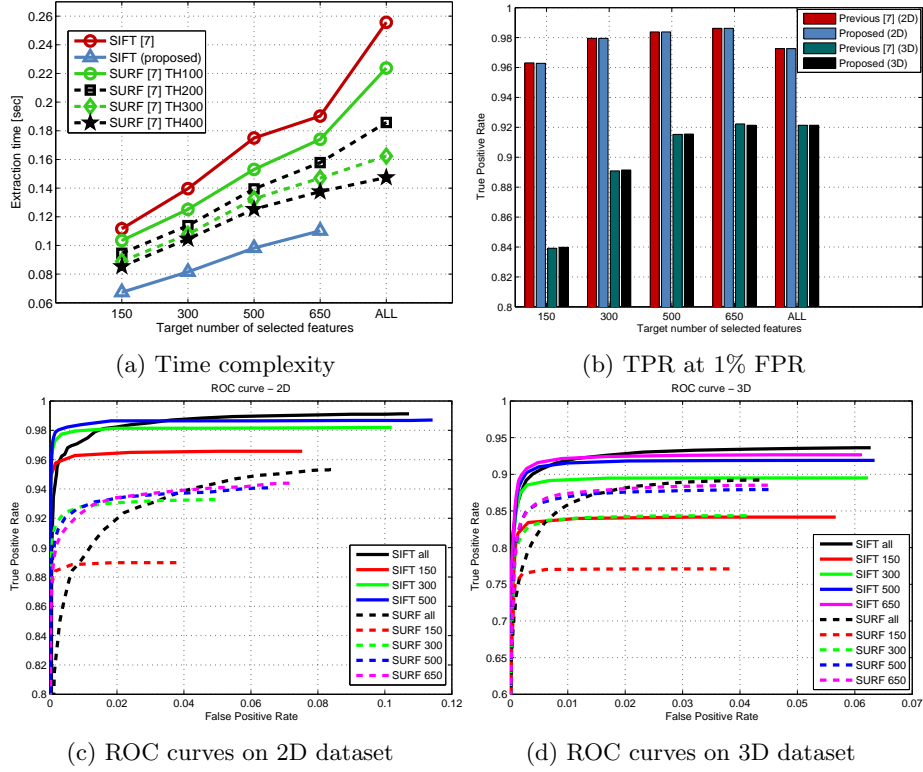 0.26
0.24
0.22
0.2
0.18
0.16
0.14
0.12
0.1
0.08
0.06
Extraction time [sec]
SIFT [7]
SIFT (proposed)
SURF [7] TH100
SURF [7] TH200
SURF [7] TH300
SURF [7] TH400
150 300 500 650 ALL
Target number of selected features
(a) Time complexity
1
0.98
0.96
0.94
0.92
0.9
0.88
0.86
0.84
0.82
0.8
True Positive Rate
Previous [7] (2D)
Proposed (2D)
Previous [7] (3D)
Proposed (3D)
150 300 500 650 ALL
Target number of selected features
(b) TPR at 1% FPR
ROC curve – 2D
1
0.98
0.96
0.94
0.92
0.9
0.88
0.86
0.84
0.82
0.8
True Positive Rate
SIFT all
SIFT 150
SIFT 300
SIFT 500
SURF all
SURF 150
SURF 300
SURF 500
SURF 650
0 0.02 0.04 0.06 0.08 0.1 0.12
False Positive Rate
(c) ROC curves on 2D dataset
ROC curve – 3D
1
0.95
0.9
0.85
0.8
0.75
0.7
0.65
0.6
True Positive Rate
SIFT all
SIFT 150
SIFT 300
SIFT 500
SIFT 650
SURF all
SURF 150
SURF 300
SURF 500
SURF 650
0 0.01 0.02 0.03 0.04 0.05 0.06 0.07
False Positive Rate
(d) ROC curves on 3D dataset